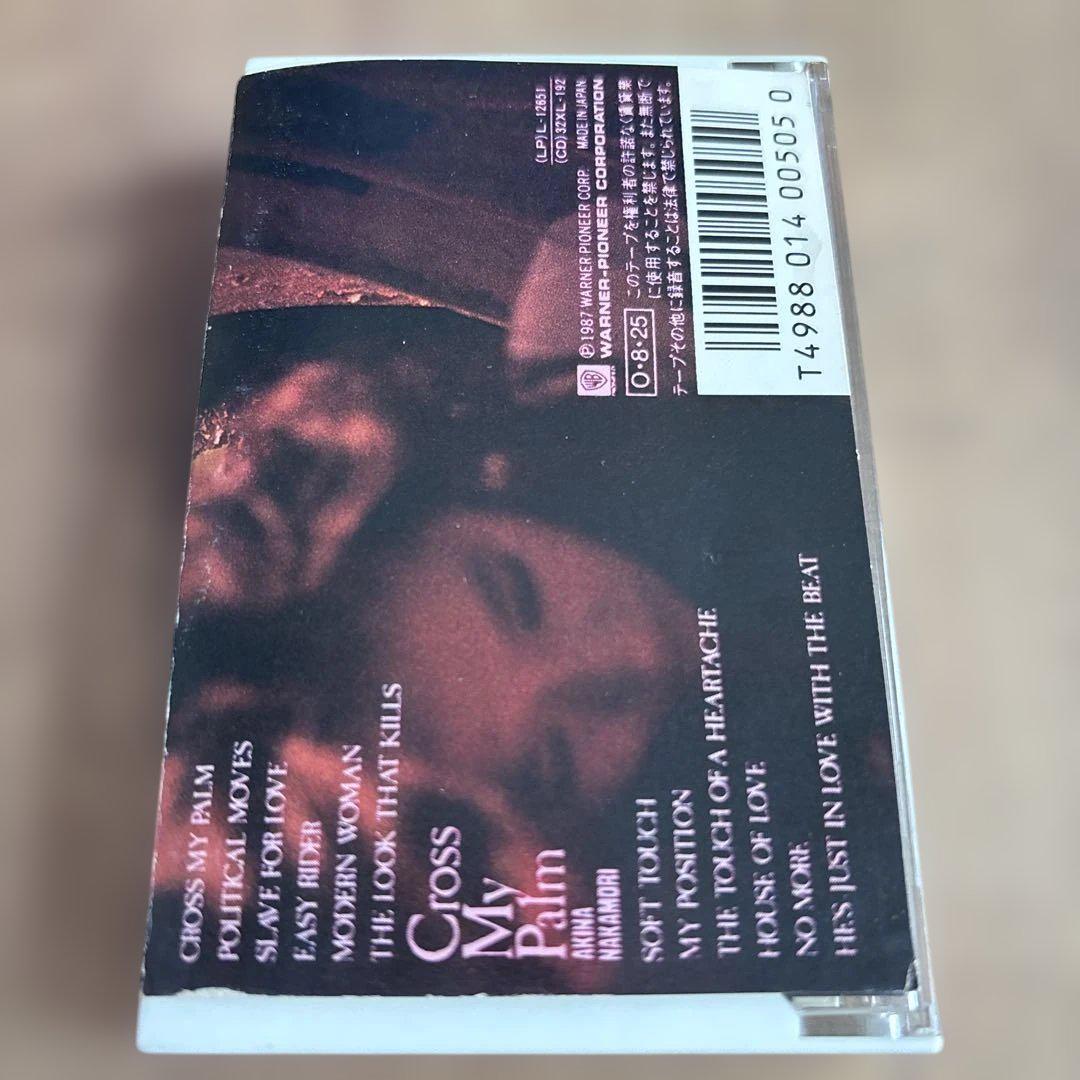 CROSS MY PALM
POLITICAL MOVES
SLAVE FOR LOVE
EASY RIDER
MODERN WOMAN
THE LOOK THAT KILLS
Cross
My
Palm
AKINA
NAKAMORI
SOFT TOUCH
MY POSITION
THE TOUCH OF A HEARTACHE
HOUSE OF LOVE
NO MORE
HE'S JUST IN LOVE WITH THE BEAT
(LP) L-12651
(CD) 32XL-192
Ⓟ1987 WARNER-PIONEER CORP. MADE IN JAPAN
WARNER-PIONEER CORPORATION
O・8・25
このテープを権利者の許諾なく賃貸業
に使用することを禁じます。また無断で
テープその他に録音することは法律で禁じられています。
T4988 014 00505 0